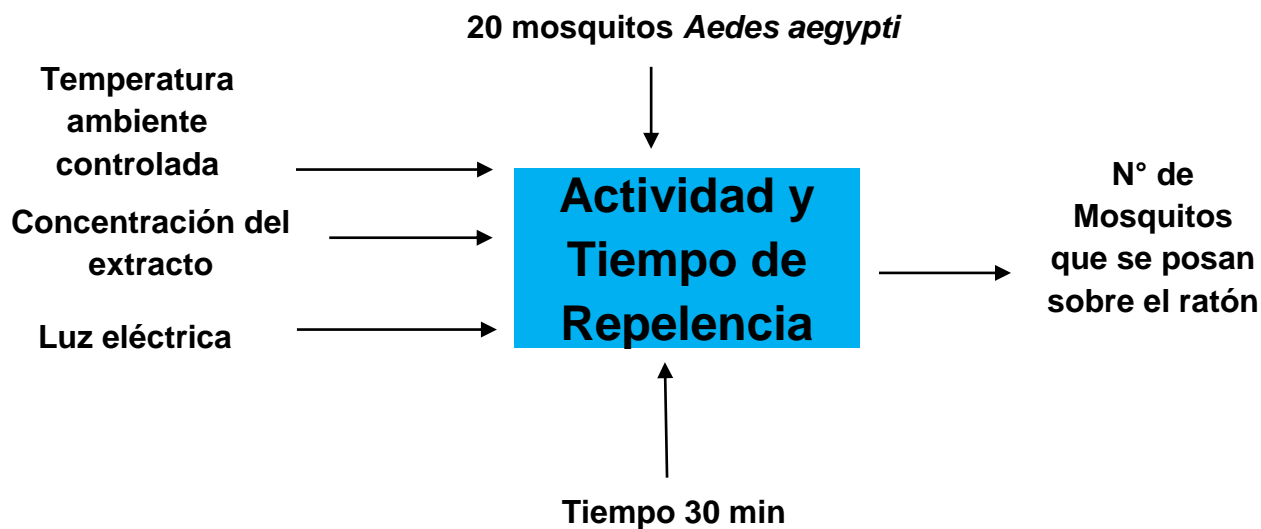 20 mosquitos Aedes aegypti
Temperatura
ambiente
controlada
Concentración del
extracto
Luz eléctrica
Actividad y
Tiempo de
Repelencia
N° de
Mosquitos
que se posan
sobre el ratón
Tiempo 30 min